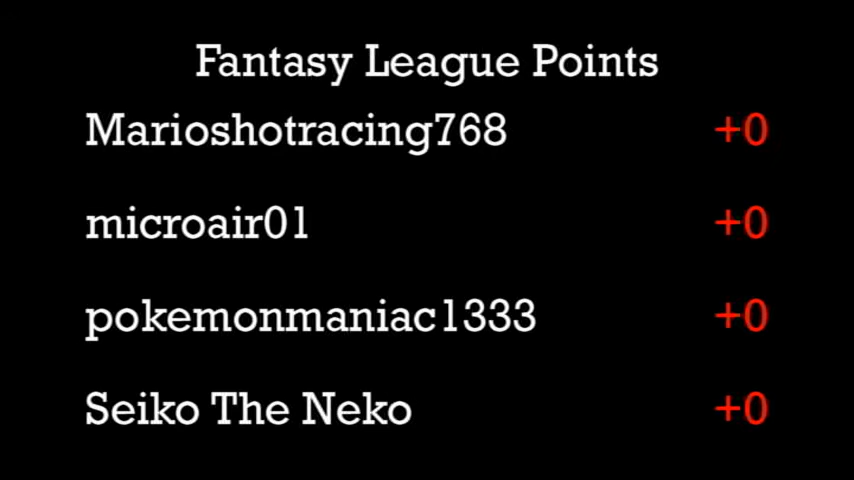 Fantasy League Points
Marioshotracing768 +0
microair01 +0
pokemonmaniac1333 +0
Seiko The Neko +0